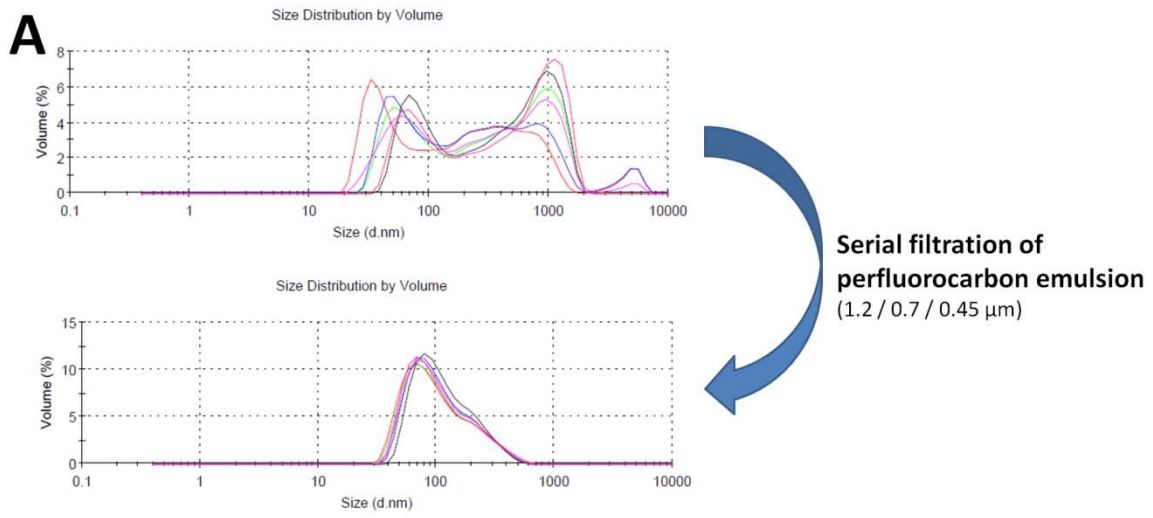 A
Size Distribution by Volume
8
6
4
2
0
Volume (%)
0.1 1 10 100 1000 10000
Size (d.nm)
Serial filtration of
perfluorocarbon emulsion
(1.2 / 0.7 / 0.45 µm)
Size Distribution by Volume
15
10
5
0
Volume (%)
0.1 1 10 100 1000 10000
Size (d.nm)